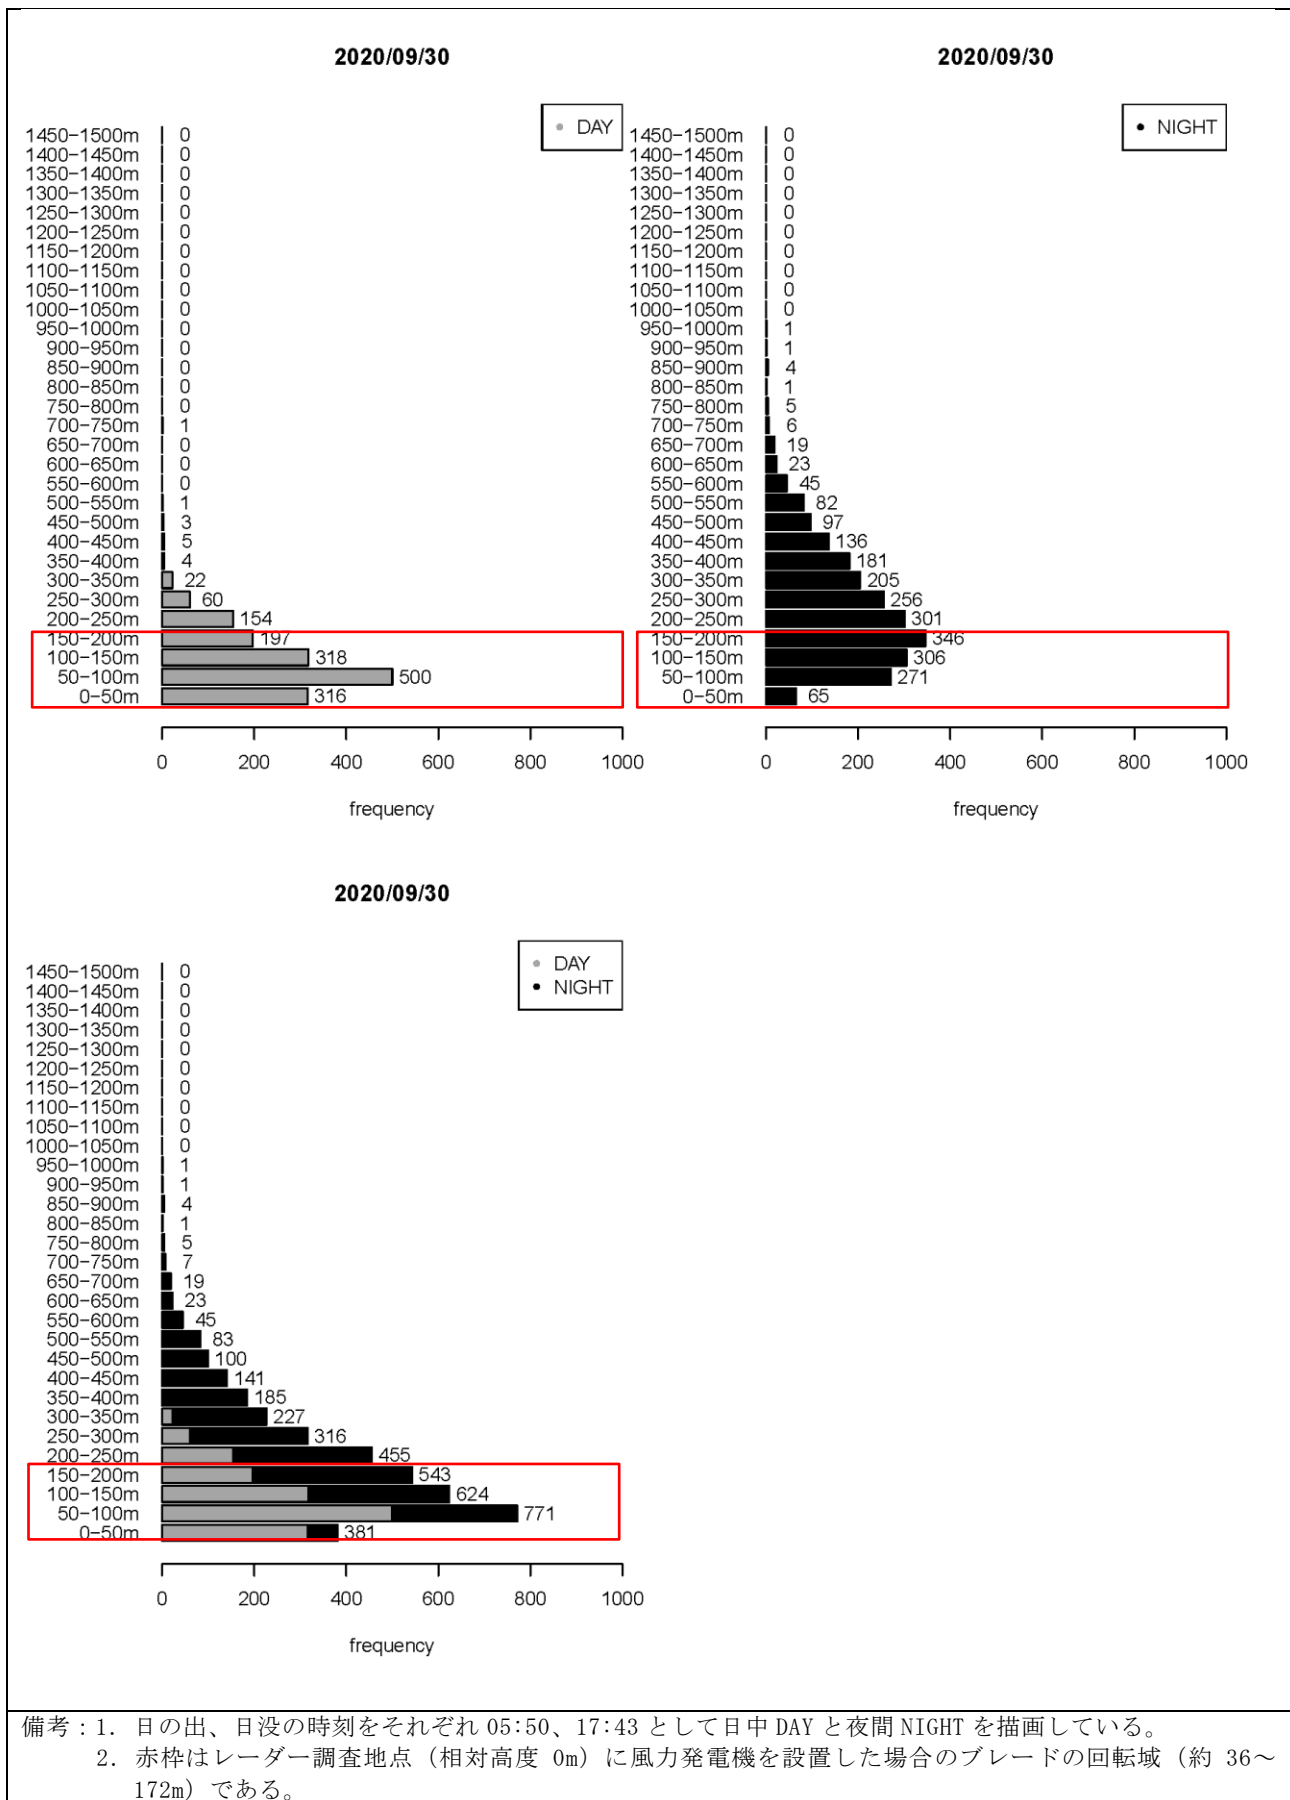 2020/09/30
DAY
1450-1500m 0
1400-1450m 0
1350-1400m 0
1300-1350m 0
1250-1300m 0
1200-1250m 0
1150-1200m 0
1100-1150m 0
1050-1100m 0
1000-1050m 0
950-1000m 0
900-950m 0
850-900m 0
800-850m 0
750-800m 0
700-750m 1
650-700m 0
600-650m 0
550-600m 0
500-550m 1
450-500m 3
400-450m 5
350-400m 4
300-350m 22
250-300m 60
200-250m 154
150-200m 197
100-150m 318
50-100m 500
0-50m 316
0 200 400 600 800 1000
frequency
2020/09/30
NIGHT
1450-1500m 0
1400-1450m 0
1350-1400m 0
1300-1350m 0
1250-1300m 0
1200-1250m 0
1150-1200m 0
1100-1150m 0
1050-1100m 0
1000-1050m 0
950-1000m 1
900-950m 1
850-900m 4
800-850m 1
750-800m 5
700-750m 6
650-700m 19
600-650m 23
550-600m 45
500-550m 82
450-500m 97
400-450m 136
350-400m 181
300-350m 205
250-300m 256
200-250m 301
150-200m 346
100-150m 306
50-100m 271
0-50m 65
0 200 400 600 800 1000
frequency
2020/09/30
DAY
NIGHT
1450-1500m 0
1400-1450m 0
1350-1400m 0
1300-1350m 0
1250-1300m 0
1200-1250m 0
1150-1200m 0
1100-1150m 0
1050-1100m 0
1000-1050m 0
950-1000m 1
900-950m 1
850-900m 4
800-850m 1
750-800m 5
700-750m 7
650-700m 19
600-650m 23
550-600m 45
500-550m 83
450-500m 100
400-450m 141
350-400m 185
300-350m 227
250-300m 316
200-250m 455
150-200m 543
100-150m 624
50-100m 771
0-50m 381
0 200 400 600 800 1000
frequency
備考：1. 日の出、日没の時刻をそれぞれ 05:50、17:43 として日中 DAY と夜間 NIGHT を描画している。
2. 赤枠はレーダー調査地点（相対高度 0m）に風力発電機を設置した場合のブレードの回転域（約 36～
172m）である。